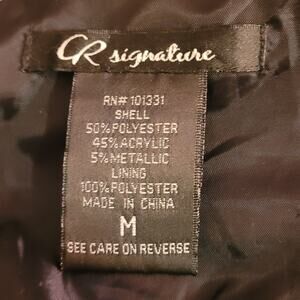 CR signature
RN# 101331
SHELL
50% POLYESTER
45% ACRYLIC
5% METALLIC
LINING
100% POLYESTER
MADE IN CHINA
M
SEE CARE ON REVERSE